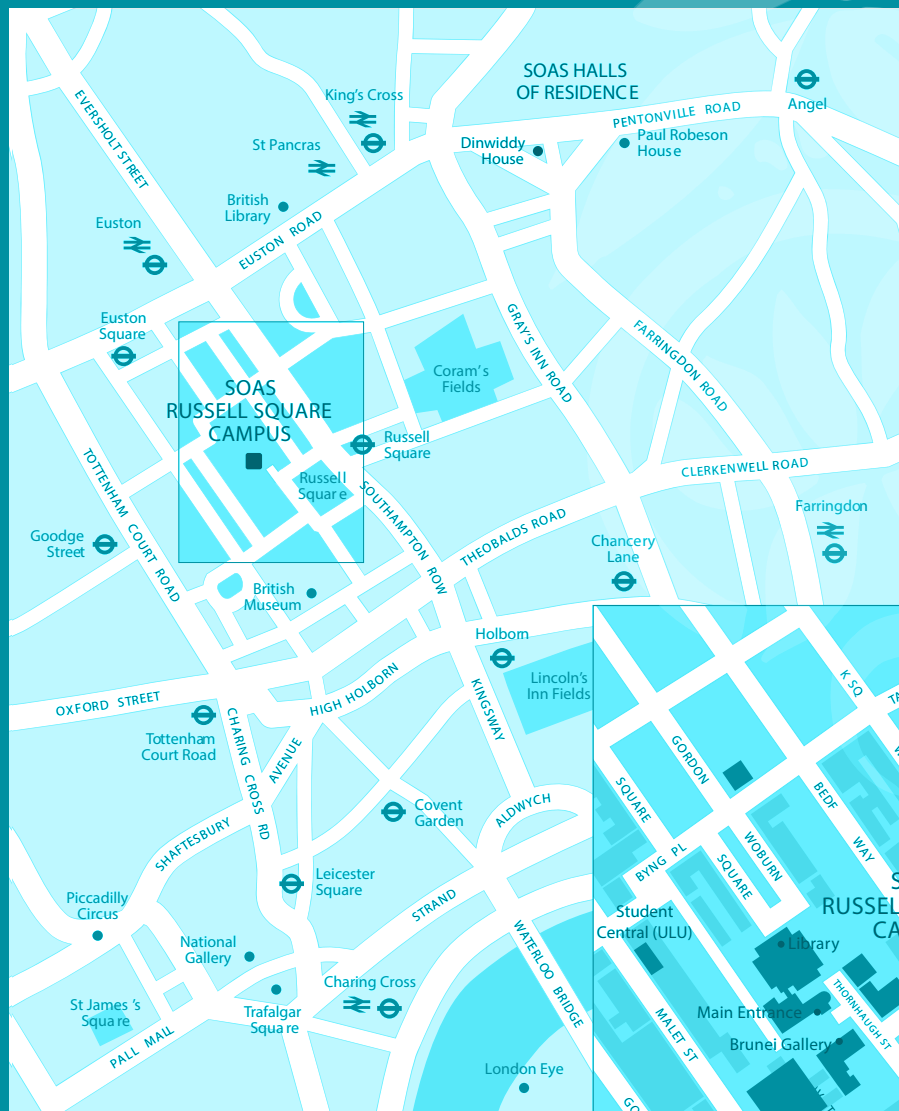 SOAS HALLS
OF RESIDENCE
King's Cross
PENTONVILLE ROAD
Angel
EVERSHOLT STREET
St Pancras
Dinwiddy
House
Paul Robeson
House
British
Library
Euston
EUSTON ROAD
Euston
Square
GRAY'S INN ROAD
FARRINGDON ROAD
Coram's
Fields
SOAS
RUSSELL SQUARE
CAMPUS
Russell
Square
TOTTENHAM COURT ROAD
Russell
Square
SOUTHAMPTON ROW
CLERKENWELL ROAD
THEOBALDS ROAD
Farringdon
Goodge
Street
Chancery
Lane
British
Museum
Holborn
Lincoln's
Inn Fields
HIGH HOLBORN
KINGSWAY
OXFORD STREET
Tottenham
Court Road
CHARING CROSS RD
SHAFTESBURY AVENUE
Covent
Garden
ALDWYCH
Leicester
Square
STRAND
Piccadilly
Circus
National
Gallery
WATERLOO BRIDGE
Charing Cross
St James 's
Square
Trafalgar
Square
PALL MALL
London Eye
K SQ
TA
GORDON
SQUARE
BEDF
WAY
BYNG PL
WOBURN
SQUARE
S
RUSSEL
CA
Student
Central (ULU)
Library
Main Entrance
THORNHAUGH ST
MALET ST
Brunei Gallery
GO